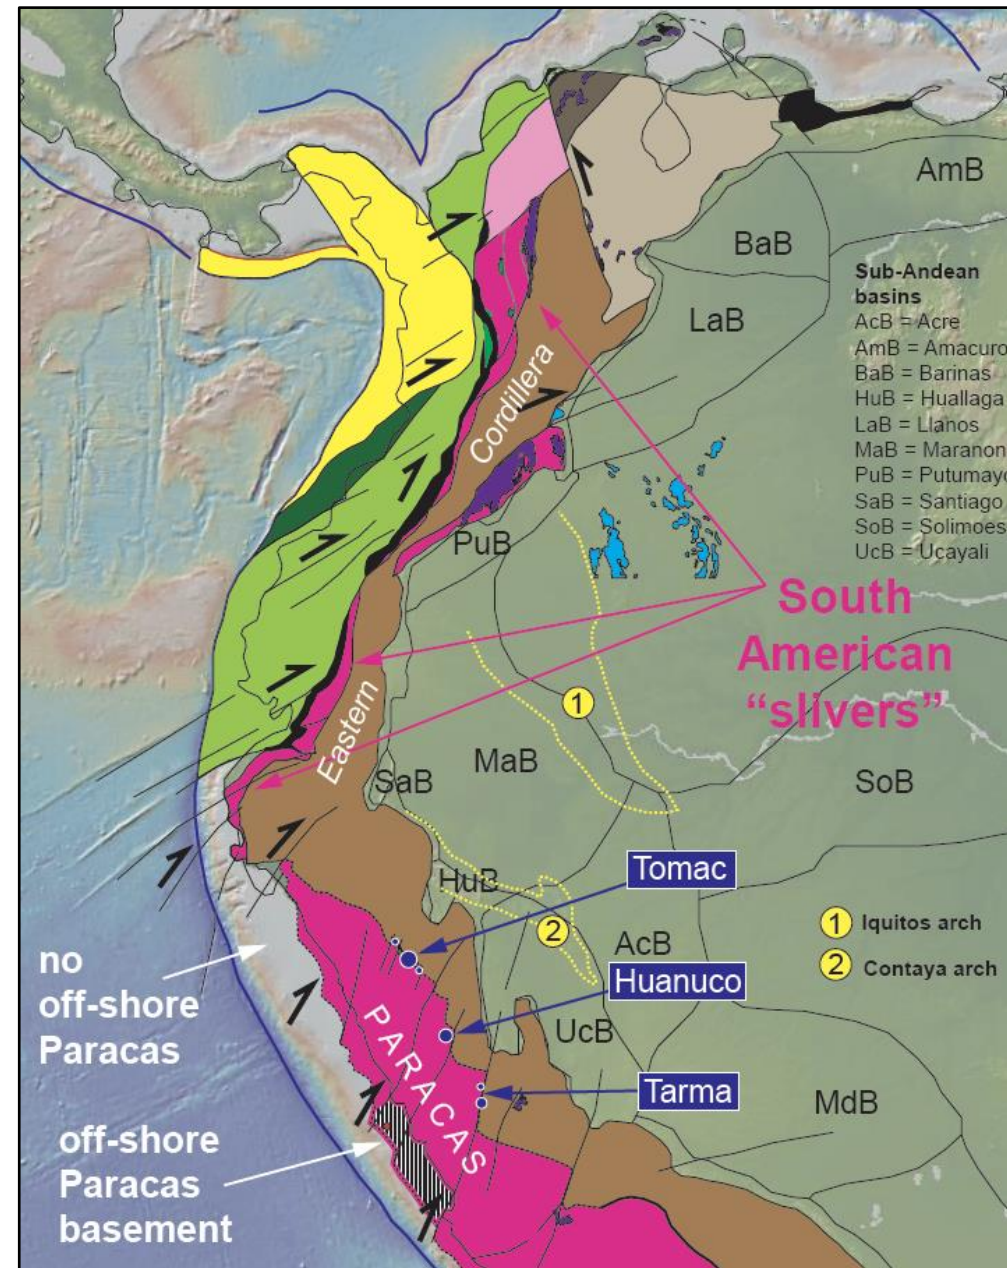 AmB
BaB
LaB
Sub-Andean
basins
AcB = Acre
AmB = Amacuro
BaB = Barinas
HuB = Huallaga
LaB = Llanos
MaB = Maranon
PuB = Putumayo
SaB = Santiago
SoB = Solimoes
UcB = Ucayali
Cordillera
PuB
South
American
“slivers”
1
Eastern
SaB
MaB
SoB
HuB
Tomac
2
AcB
1 Iquitos arch
2 Contaya arch
no
off-shore
Paracas
Huanuco
PARACAS
UcB
Tarma
MdB
off-shore
Paracas
basement